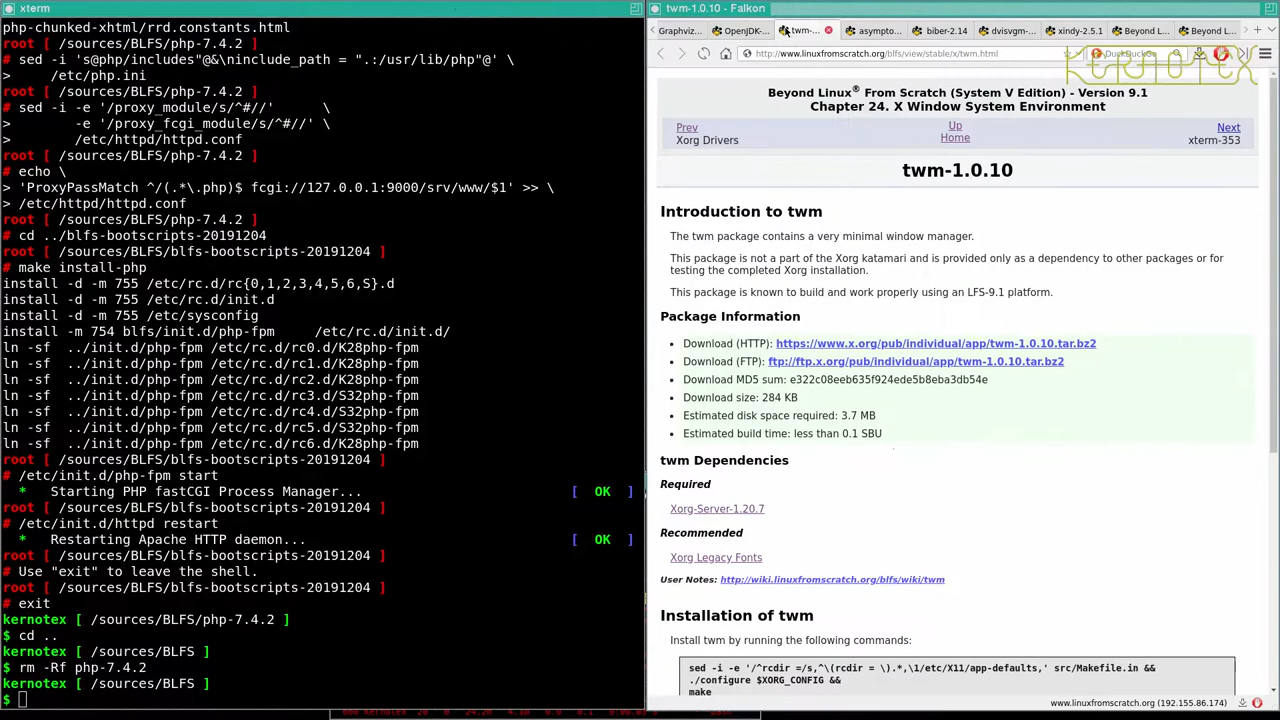 xterm
php-chunked-xhtml/rrd.constants.html
root [ /sources/BLFS/php-7.4.2 ]
# sed -i 's@php/includes"@&\ninclude_path = ".:/usr/lib/php"@' \
>     /etc/php.ini
root [ /sources/BLFS/php-7.4.2 ]
# sed -i -e '/proxy_module/s/^#//'      \
>        -e '/proxy_fcgi_module/s/^#//' \
>        /etc/httpd/httpd.conf
root [ /sources/BLFS/php-7.4.2 ]
# echo \
> 'ProxyPassMatch ^/(.*\.php)$ fcgi://127.0.0.1:9000/srv/www/$1' >> \
> /etc/httpd/httpd.conf
root [ /sources/BLFS/php-7.4.2 ]
# cd ../blfs-bootscripts-20191204
root [ /sources/BLFS/blfs-bootscripts-20191204 ]
# make install-php
install -d -m 755 /etc/rc.d/rc{0,1,2,3,4,5,6,S}.d
install -d -m 755 /etc/rc.d/init.d
install -d -m 755 /etc/sysconfig
install -m 754 blfs/init.d/php-fpm     /etc/rc.d/init.d/
ln -sf  ../init.d/php-fpm /etc/rc.d/rc0.d/K28php-fpm
ln -sf  ../init.d/php-fpm /etc/rc.d/rc1.d/K28php-fpm
ln -sf  ../init.d/php-fpm /etc/rc.d/rc2.d/K28php-fpm
ln -sf  ../init.d/php-fpm /etc/rc.d/rc3.d/S32php-fpm
ln -sf  ../init.d/php-fpm /etc/rc.d/rc4.d/S32php-fpm
ln -sf  ../init.d/php-fpm /etc/rc.d/rc5.d/S32php-fpm
ln -sf  ../init.d/php-fpm /etc/rc.d/rc6.d/K28php-fpm
root [ /sources/BLFS/blfs-bootscripts-20191204 ]
# /etc/init.d/php-fpm start
*   Starting PHP fastCGI Process Manager... [  OK  ]
root [ /sources/BLFS/blfs-bootscripts-20191204 ]
# /etc/init.d/httpd restart
*   Restarting Apache HTTP daemon... [  OK  ]
root [ /sources/BLFS/blfs-bootscripts-20191204 ]
# Use "exit" to leave the shell.
root [ /sources/BLFS/blfs-bootscripts-20191204 ]
# exit
kernotex [ /sources/BLFS/php-7.4.2 ]
$ cd ..
kernotex [ /sources/BLFS ]
$ rm -Rf php-7.4.2
kernotex [ /sources/BLFS ]
$
twm-1.0.10 - Falkon
Graphviz... OpenJDK-... twm-... asympto... biber-2.14 dvisvgm-... xindy-2.5.1 Beyond L... Beyond L...
http://www.linuxfromscratch.org/blfs/view/stable/x/twm.html
DuckDuckGo
KERNOTEX
Beyond Linux® From Scratch (System V Edition) - Version 9.1
Chapter 24. X Window System Environment
Prev Up Next
Xorg Drivers Home xterm-353
twm-1.0.10
Introduction to twm
The twm package contains a very minimal window manager.
This package is not a part of the Xorg katamari and is provided only as a dependency to other packages or for
testing the completed Xorg installation.
This package is known to build and work properly using an LFS-9.1 platform.
Package Information
• Download (HTTP): https://www.x.org/pub/individual/app/twm-1.0.10.tar.bz2
• Download (FTP): ftp://ftp.x.org/pub/individual/app/twm-1.0.10.tar.bz2
• Download MD5 sum: e322c08eeb635f924ede5b8eba3db54e
• Download size: 284 KB
• Estimated disk space required: 3.7 MB
• Estimated build time: less than 0.1 SBU
twm Dependencies
Required
Xorg-Server-1.20.7
Recommended
Xorg Legacy Fonts
User Notes: http://wiki.linuxfromscratch.org/blfs/wiki/twm
Installation of twm
Install twm by running the following commands:
sed -i -e '/^rcdir =/s,^\(rcdir = \).*,\1/etc/X11/app-defaults,' src/Makefile.in &&
./configure $XORG_CONFIG &&
make
www.linuxfromscratch.org (192.155.86.174)